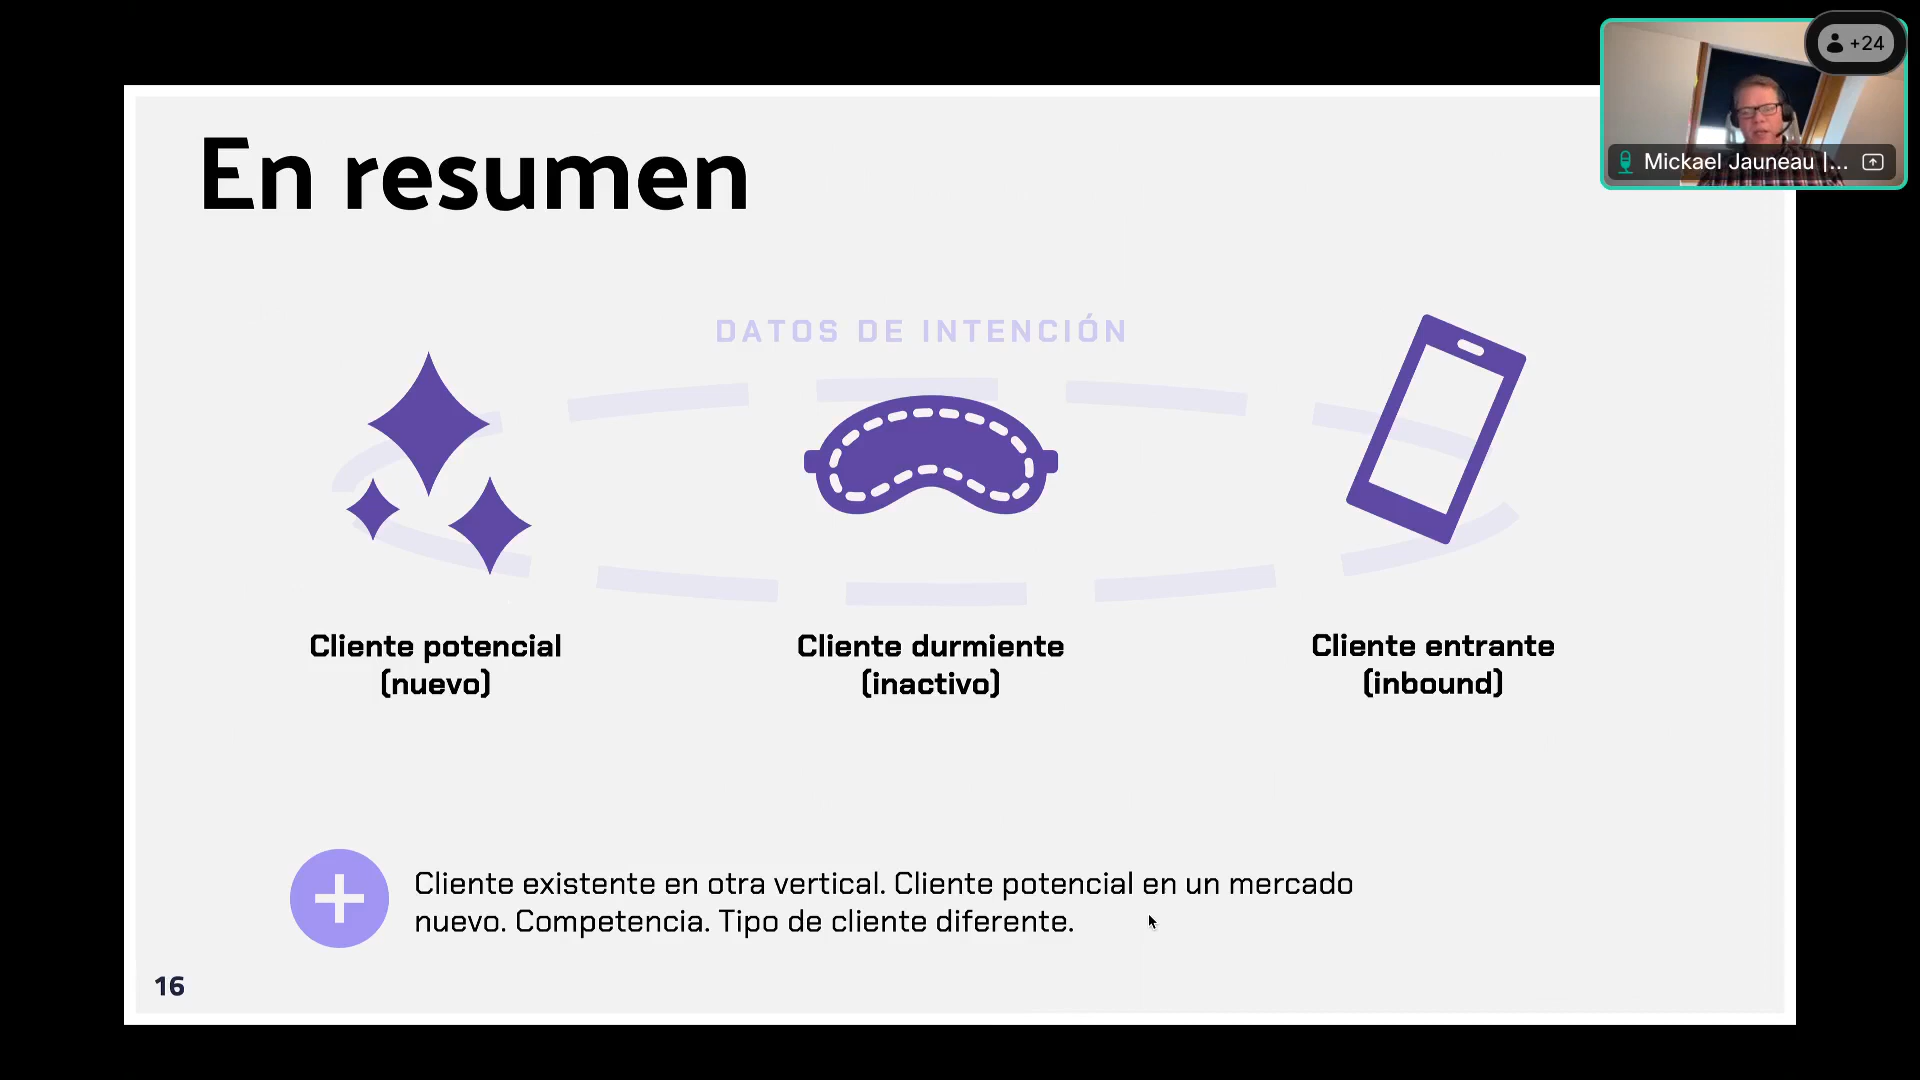 +24
Mickael Jauneau |...
En resumen
DATOS DE INTENCIÓN
Cliente potencial
(nuevo)
Cliente durmiente
(inactivo)
Cliente entrante
(inbound)
Cliente existente en otra vertical. Cliente potencial en un mercado
nuevo. Competencia. Tipo de cliente diferente.
16